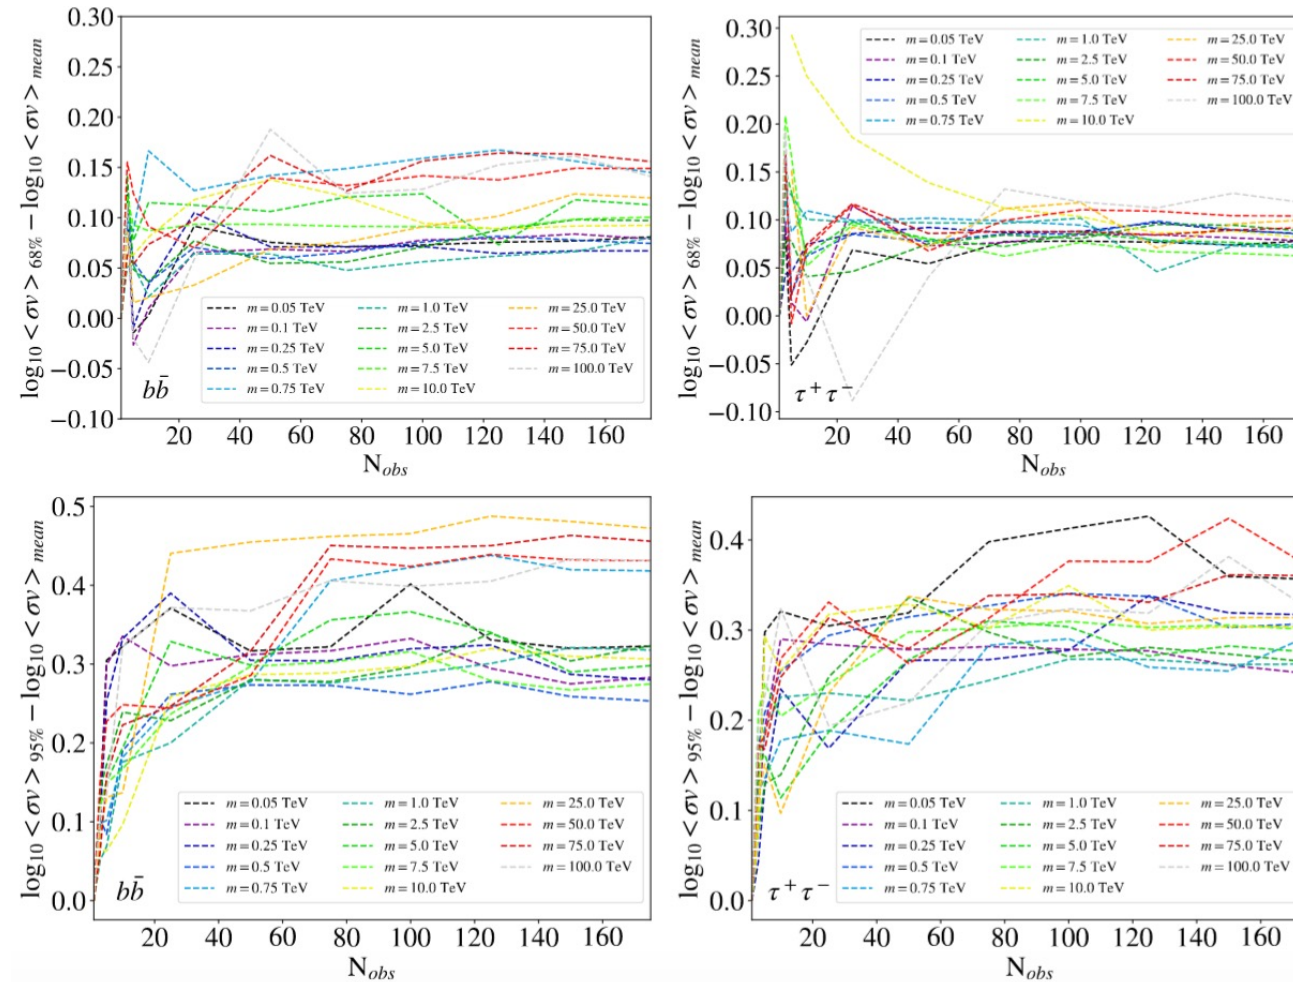 0.30
0.25
0.20
0.15
0.10
0.05
0.00
−0.05
−0.10
log₁₀ < σv >₆₈% − log₁₀ < σv >ₘₑₐₙ
m = 0.05 TeV m = 1.0 TeV m = 25.0 TeV
m = 0.1 TeV m = 2.5 TeV m = 50.0 TeV
m = 0.25 TeV m = 5.0 TeV m = 75.0 TeV
m = 0.5 TeV m = 7.5 TeV m = 100.0 TeV
m = 0.75 TeV m = 10.0 TeV
bb̄
20 40 60 80 100 120 140 160
N_obs
0.30
0.25
0.20
0.15
0.10
0.05
0.00
−0.05
−0.10
log₁₀ < σv >₆₈% − log₁₀ < σv >ₘₑₐₙ
m = 0.05 TeV m = 1.0 TeV m = 25.0 TeV
m = 0.1 TeV m = 2.5 TeV m = 50.0 TeV
m = 0.25 TeV m = 5.0 TeV m = 75.0 TeV
m = 0.5 TeV m = 7.5 TeV m = 100.0 TeV
m = 0.75 TeV m = 10.0 TeV
τ⁺τ⁻
20 40 60 80 100 120 140 160
N_obs
0.5
0.4
0.3
0.2
0.1
0.0
log₁₀ < σv >₉₅% − log₁₀ < σv >ₘₑₐₙ
m = 0.05 TeV m = 1.0 TeV m = 25.0 TeV
m = 0.1 TeV m = 2.5 TeV m = 50.0 TeV
m = 0.25 TeV m = 5.0 TeV m = 75.0 TeV
m = 0.5 TeV m = 7.5 TeV m = 100.0 TeV
m = 0.75 TeV m = 10.0 TeV
bb̄
20 40 60 80 100 120 140 160
N_obs
0.4
0.3
0.2
0.1
0.0
log₁₀ < σv >₉₅% − log₁₀ < σv >ₘₑₐₙ
m = 0.05 TeV m = 1.0 TeV m = 25.0 TeV
m = 0.1 TeV m = 2.5 TeV m = 50.0 TeV
m = 0.25 TeV m = 5.0 TeV m = 75.0 TeV
m = 0.5 TeV m = 7.5 TeV m = 100.0 TeV
m = 0.75 TeV m = 10.0 TeV
τ⁺τ⁻
20 40 60 80 100 120 140 160
N_obs